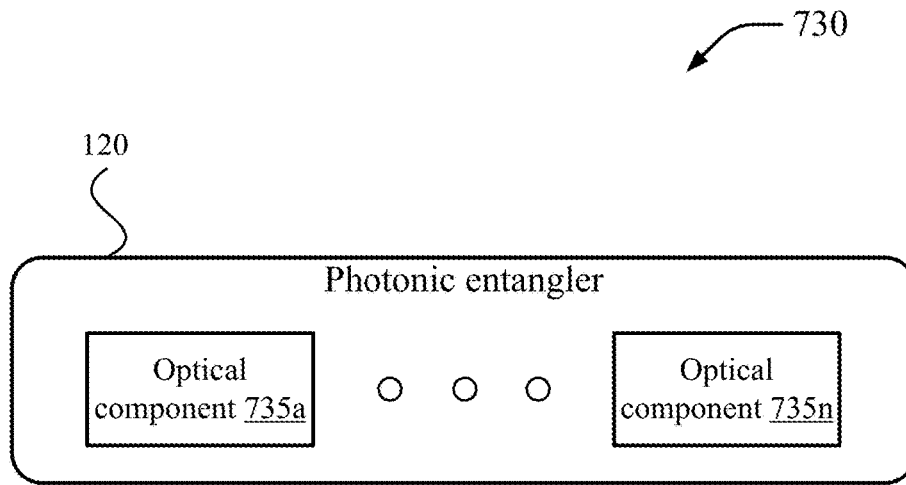 730
120
Photonic entangler
Optical
component 735a
Optical
component 735n